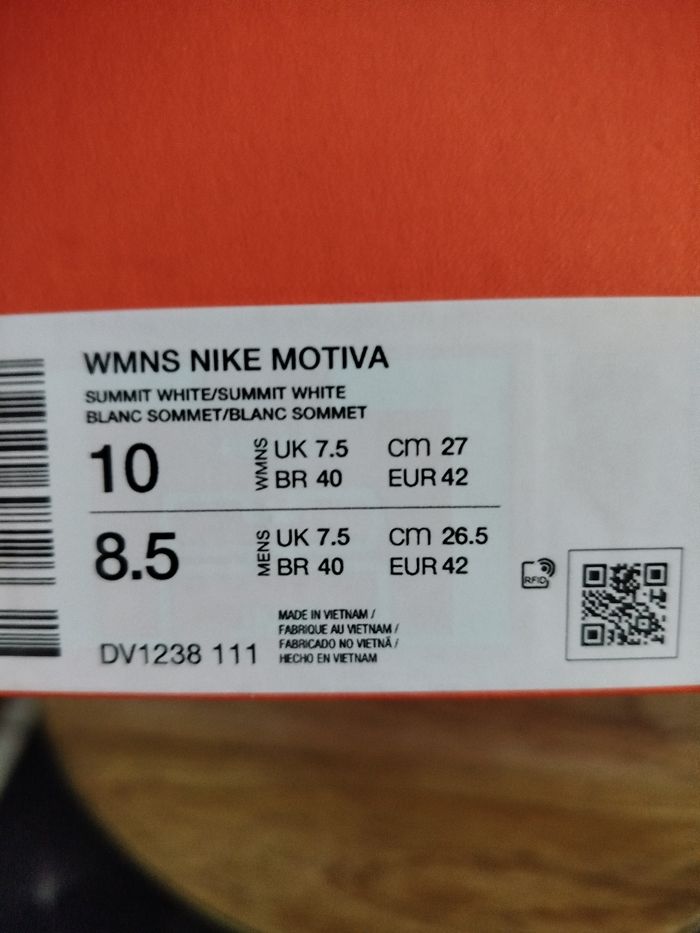 WMNS NIKE MOTIVA
SUMMIT WHITE/SUMMIT WHITE
BLANC SOMMET/BLANC SOMMET
10 WMNS UK 7.5 CM 27
BR 40 EUR 42
8.5 MENS UK 7.5 CM 26.5
BR 40 EUR 42
RFID
MADE IN VIETNAM /
FABRIQUE AU VIETNAM /
FABRICADO NO VIETNÃ /
HECHO EN VIETNAM
DV1238 111